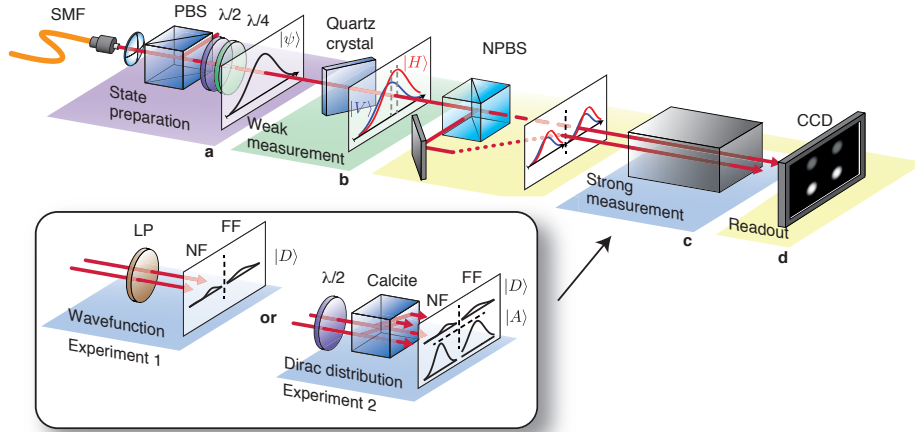 SMF
PBS
λ/2
λ/4
|ψ⟩
Quartz
crystal
|H⟩
|V⟩
NPBS
CCD
State
preparation
a
Weak
measurement
b
Strong
measurement
c
Readout
d
LP
NF
FF
|D⟩
Wavefunction
Experiment 1
or
λ/2
Calcite
NF
FF
|D⟩
|A⟩
Dirac distribution
Experiment 2